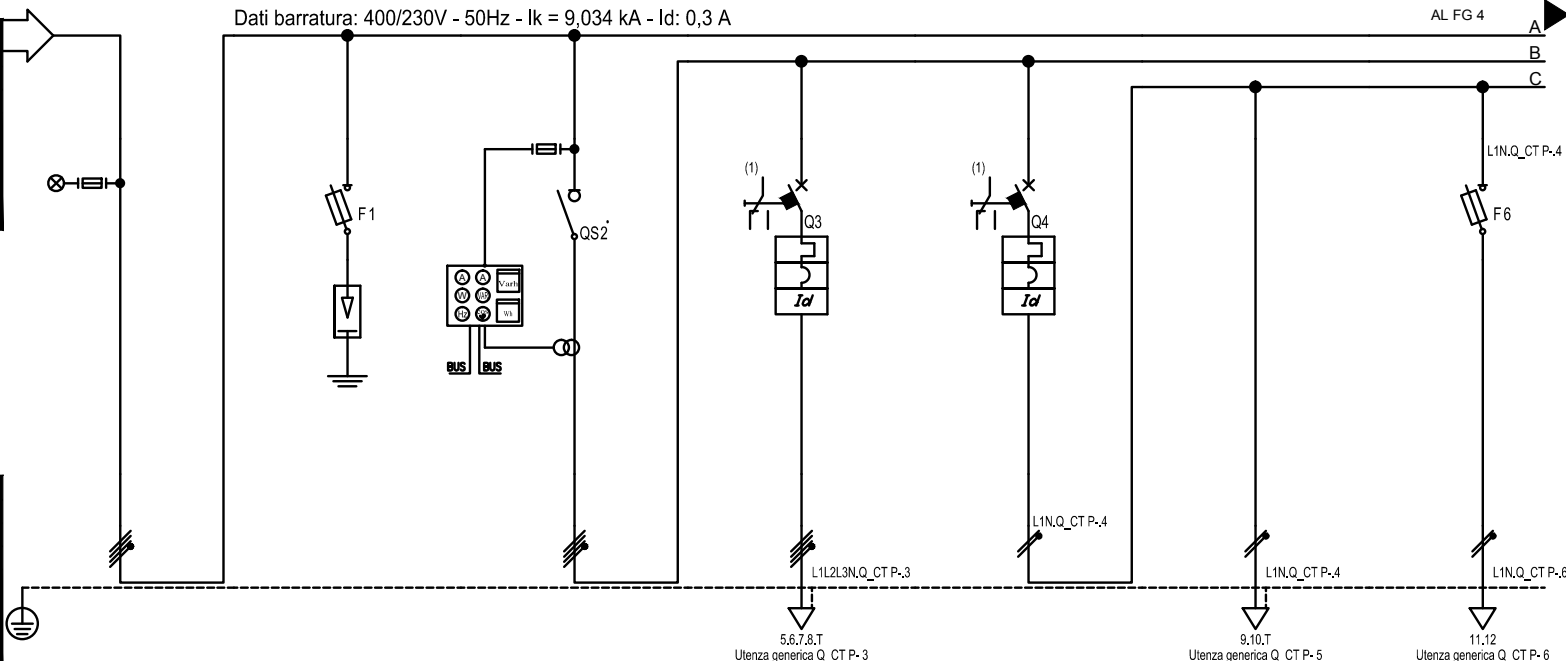 Dati barratura: 400/230V - 50Hz - Ik = 9,034 kA - Id: 0,3 A
AL FG 4
A
B
C
L1N.Q_CT P-.4
(1)
(1)
F1
QS2
Q3
Q4
F6
A A Varh
W VAR
Hz Wh
Id
Id
BUS BUS
L1N.Q_CT P-.4
L1L2L3N.Q_CT P-.3
L1N.Q_CT P-.4
L1N.Q_CT P-.6
5.6.7.8.T
9.10.T
11.12
Utenza generica Q_CT P- 3
Utenza generica Q_CT P- 5
Utenza generica Q_CT P- 6